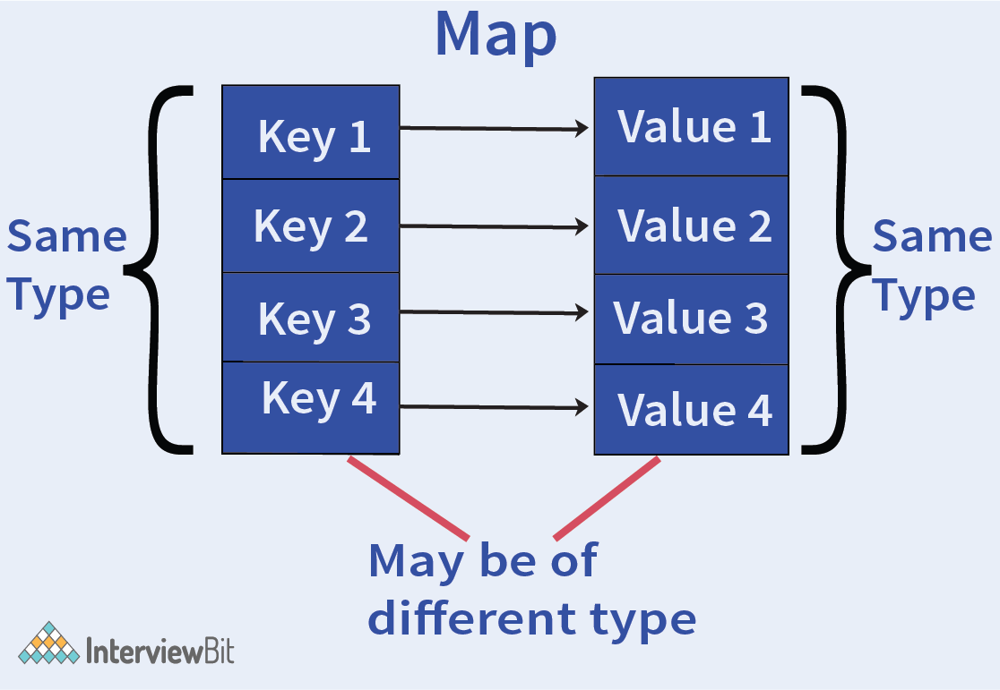 Map
Key 1
Value 1
Key 2
Value 2
Key 3
Value 3
Key 4
Value 4
Same
Type
Same
Type
May be of
different type
InterviewBit